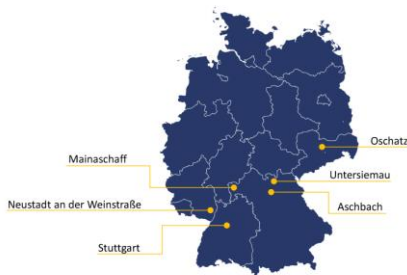 Oschatz
Mainaschaff
Untersiemau
Neustadt an der Weinstraße
Aschbach
Stuttgart